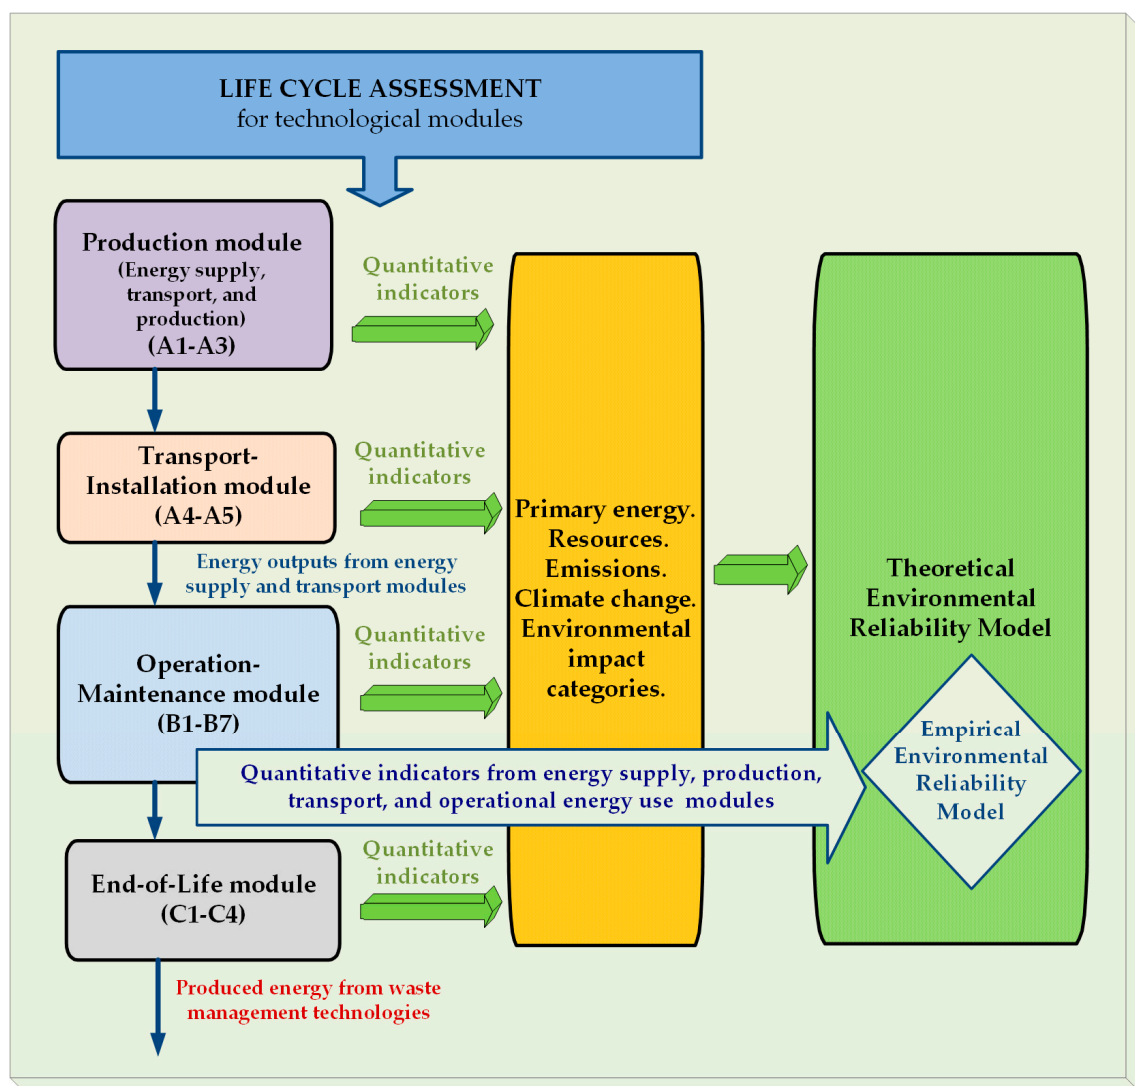 LIFE CYCLE ASSESSMENT
for technological modules
Production module
(Energy supply,
transport, and
production)
(A1-A3)
Quantitative
indicators
Transport-
Installation module
(A4-A5)
Quantitative
indicators
Energy outputs from energy
supply and transport modules
Operation-
Maintenance module
(B1-B7)
Quantitative
indicators
Quantitative indicators from energy supply, production,
transport, and operational energy use modules
End-of-Life module
(C1-C4)
Quantitative
indicators
Produced energy from waste
management technologies
Primary energy.
Resources.
Emissions.
Climate change.
Environmental
impact
categories.
Theoretical
Environmental
Reliability Model
Empirical
Environmental
Reliability
Model